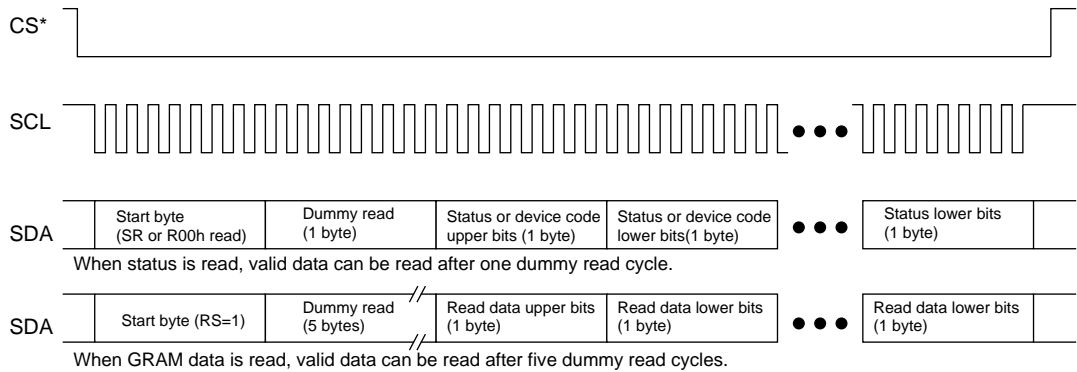 CS*
SCL
SDA
Start byte
(SR or R00h read)
Dummy read
(1 byte)
Status or device code
upper bits (1 byte)
Status or device code
lower bits(1 byte)
Status lower bits
(1 byte)
When status is read, valid data can be read after one dummy read cycle.
SDA
Start byte (RS=1)
Dummy read
(5 bytes)
Read data upper bits
(1 byte)
Read data lower bits
(1 byte)
Read data lower bits
(1 byte)
When GRAM data is read, valid data can be read after five dummy read cycles.